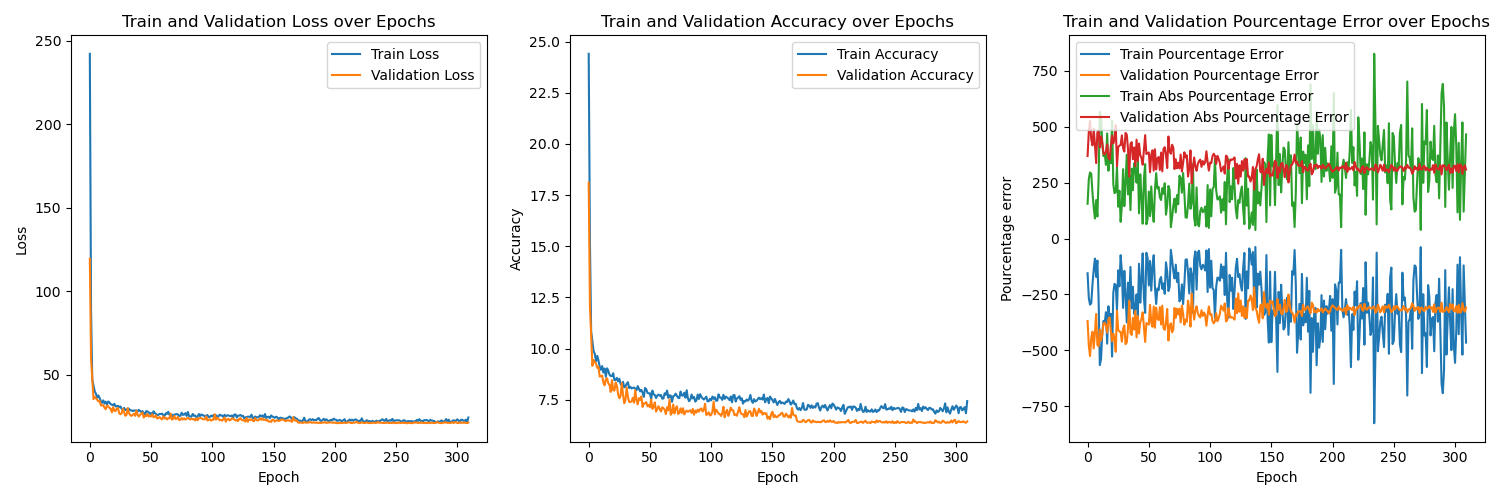 Train and Validation Loss over Epochs
Train Loss
Validation Loss
Loss
250
200
150
100
50
0
50
100
150
200
250
300
Epoch
Train and Validation Accuracy over Epochs
Train Accuracy
Validation Accuracy
Accuracy
25.0
22.5
20.0
17.5
15.0
12.5
10.0
7.5
0
50
100
150
200
250
300
Epoch
Train and Validation Pourcentage Error over Epochs
Train Pourcentage Error
Validation Pourcentage Error
Train Abs Pourcentage Error
Validation Abs Pourcentage Error
Pourcentage error
750
500
250
0
−250
−500
−750
0
50
100
150
200
250
300
Epoch